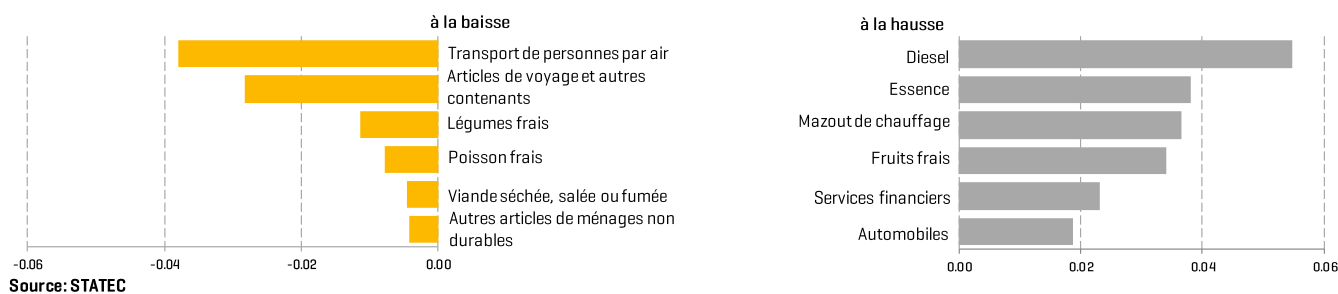 à la baisse
Transport de personnes par air
Articles de voyage et autres
contenants
Légumes frais
Poisson frais
Viande séchée, salée ou fumée
Autres articles de ménages non
durables
-0.06 -0.04 -0.02 0.00
Source: STATEC
à la hausse
Diesel
Essence
Mazout de chauffage
Fruits frais
Services financiers
Automobiles
0.00 0.02 0.04 0.06